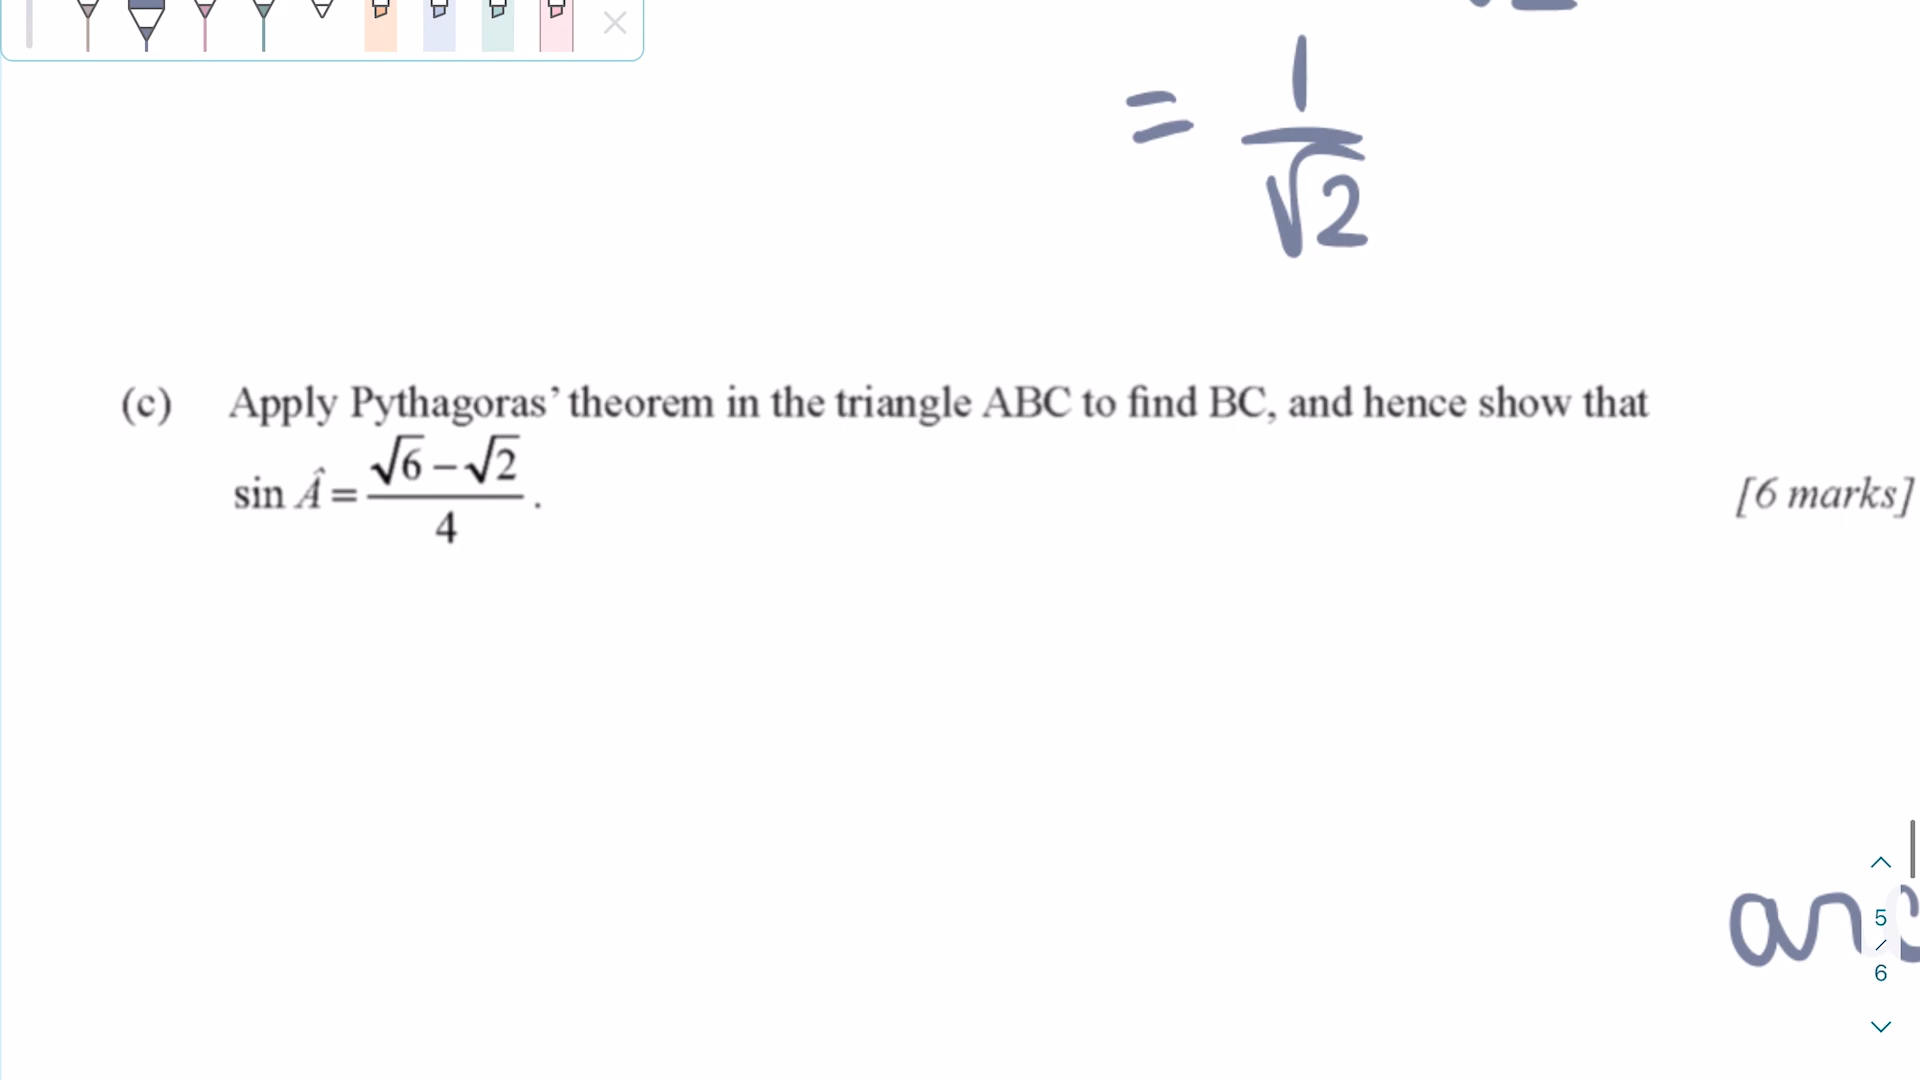 = 1/√2
(c) Apply Pythagoras’ theorem in the triangle ABC to find BC, and hence show that
sin Â = (√6 – √2)/4 .
[6 marks]
5
/
6